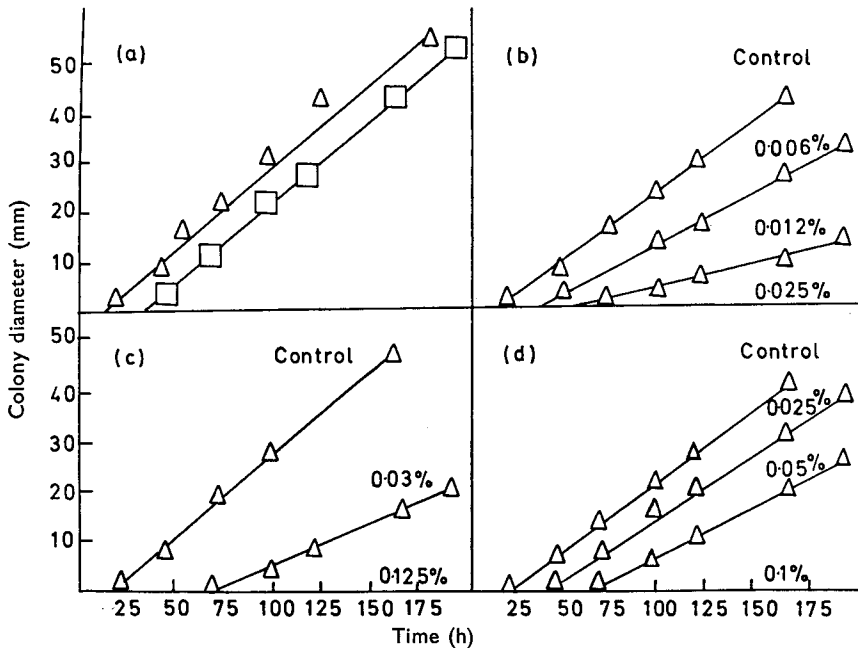 (a)
50
40
30
20
10
(b)
Control
0·006%
0·012%
0·025%
(c)
Control
50
40
30
20
10
0·03%
0·125%
(d)
Control
0·025%
0·05%
0·1%
25 50 75 100 125 150 175
25 50 75 100 125 150 175
Time (h)
Colony diameter (mm)